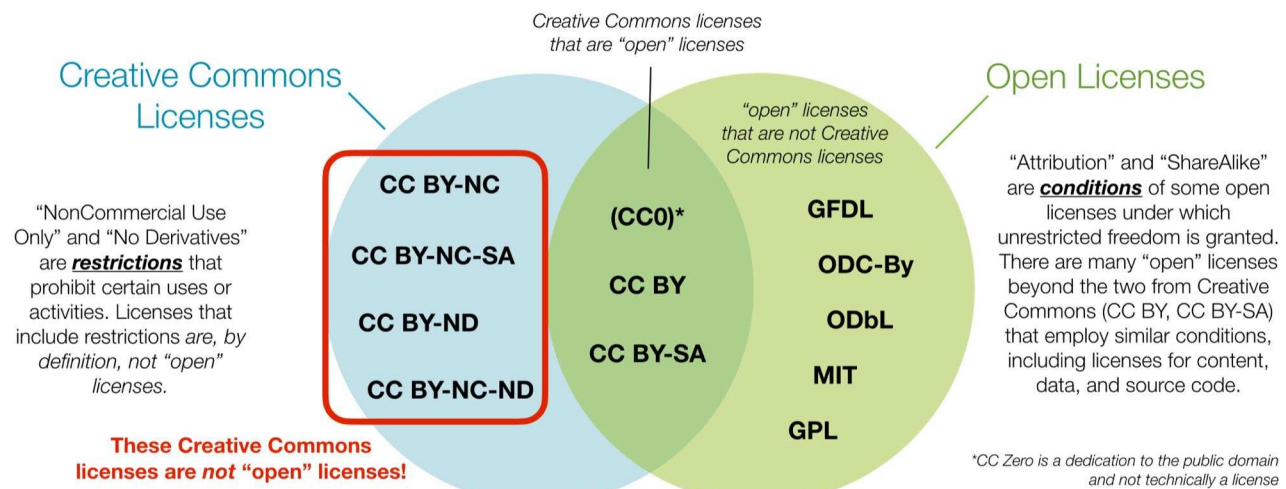 Creative Commons licenses
that are “open” licenses
Creative Commons
Licenses
Open Licenses
“open” licenses
that are not Creative
Commons licenses
“NonCommercial Use
Only” and “No Derivatives”
are restrictions that
prohibit certain uses or
activities. Licenses that
include restrictions are, by
definition, not “open”
licenses.
CC BY-NC
CC BY-NC-SA
CC BY-ND
CC BY-NC-ND
These Creative Commons
licenses are not “open” licenses!
(CC0)*
CC BY
CC BY-SA
GFDL
ODC-By
ODbL
MIT
GPL
“Attribution” and “ShareAlike”
are conditions of some open
licenses under which
unrestricted freedom is granted.
There are many “open” licenses
beyond the two from Creative
Commons (CC BY, CC BY-SA)
that employ similar conditions,
including licenses for content,
data, and source code.
*CC Zero is a dedication to the public domain
and not technically a license